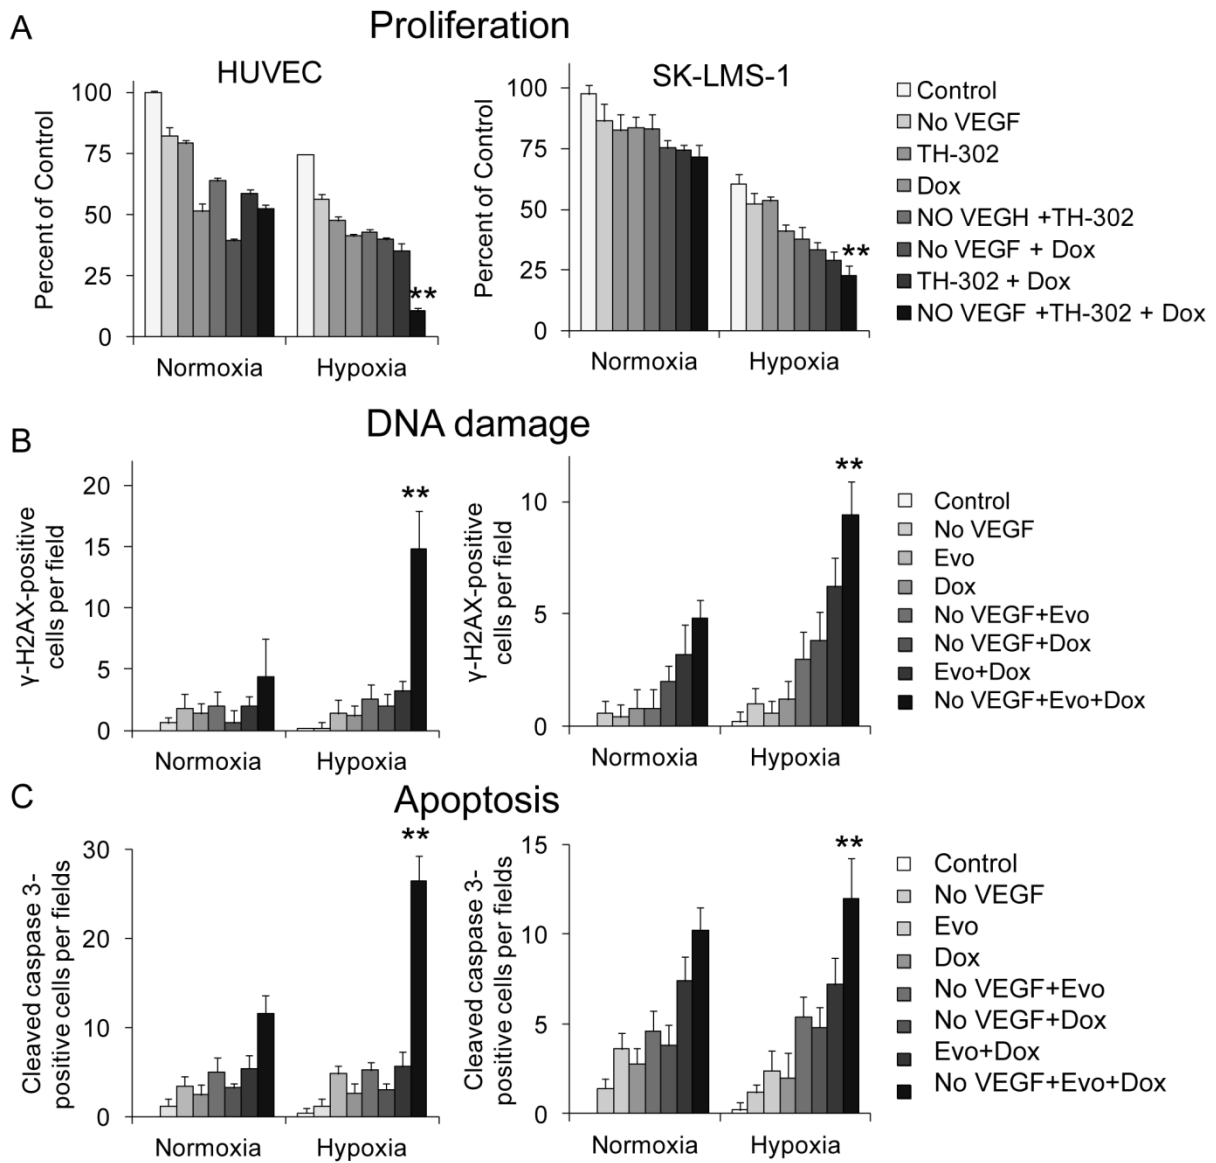 A
Proliferation
HUVEC
Percent of Control
100
75
50
25
0
**
Normoxia
Hypoxia
SK-LMS-1
Percent of Control
100
75
50
25
0
**
Normoxia
Hypoxia
Control
No VEGF
TH-302
Dox
NO VEGH +TH-302
No VEGF + Dox
TH-302 + Dox
NO VEGF +TH-302 + Dox
B
DNA damage
γ-H2AX-positive
cells per field
20
15
10
5
0
**
Normoxia
Hypoxia
γ-H2AX-positive
cells per field
10
5
0
**
Normoxia
Hypoxia
Control
No VEGF
Evo
Dox
No VEGF+Evo
No VEGF+Dox
Evo+Dox
No VEGF+Evo+Dox
C
Apoptosis
Cleaved caspase 3-
positive cells per fields
30
20
10
0
**
Normoxia
Hypoxia
Cleaved caspase 3-
positive cells per fields
15
10
5
0
**
Normoxia
Hypoxia
Control
No VEGF
Evo
Dox
No VEGF+Evo
No VEGF+Dox
Evo+Dox
No VEGF+Evo+Dox